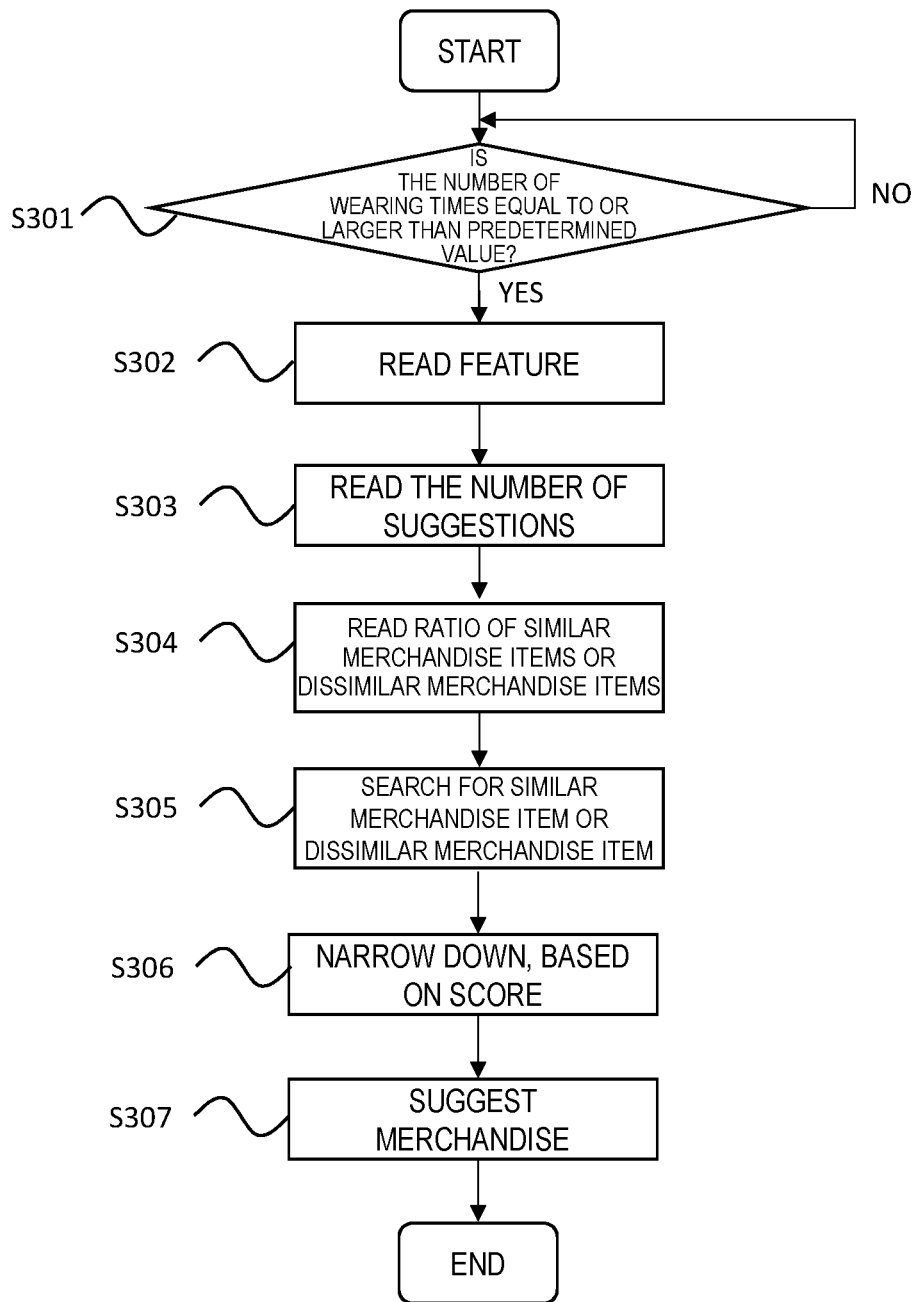 START
IS
THE NUMBER OF
WEARING TIMES EQUAL TO OR
LARGER THAN PREDETERMINED
VALUE?
NO
S301
YES
S302
READ FEATURE
S303
READ THE NUMBER OF
SUGGESTIONS
S304
READ RATIO OF SIMILAR
MERCHANDISE ITEMS OR
DISSIMILAR MERCHANDISE ITEMS
S305
SEARCH FOR SIMILAR
MERCHANDISE ITEM OR
DISSIMILAR MERCHANDISE ITEM
S306
NARROW DOWN, BASED
ON SCORE
S307
SUGGEST
MERCHANDISE
END